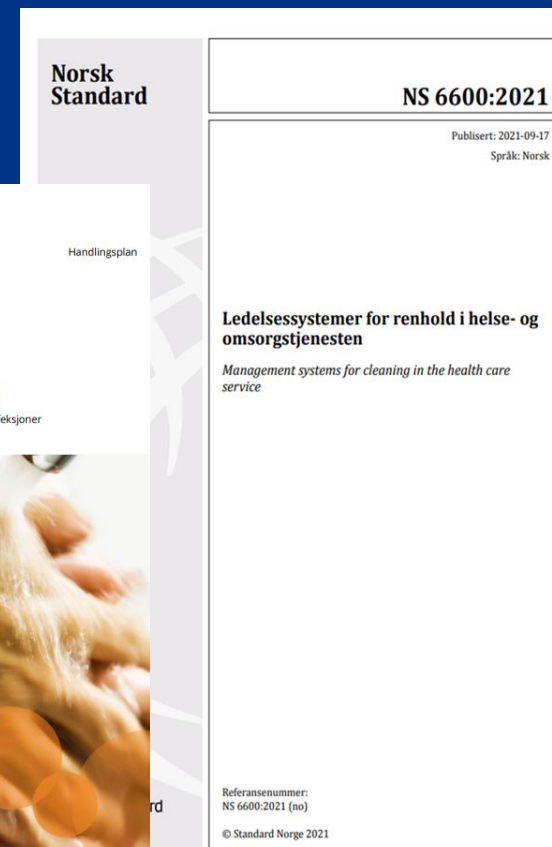 Norsk
Standard
NS 6600:2021
Publisert: 2021-09-17
Språk: Norsk
Handlingsplan
Ledelsessystemer for renhold i helse- og
omsorgstjenesten
Management systems for cleaning in the health care
service
Referansenummer:
NS 6600:2021 (no)
© Standard Norge 2021